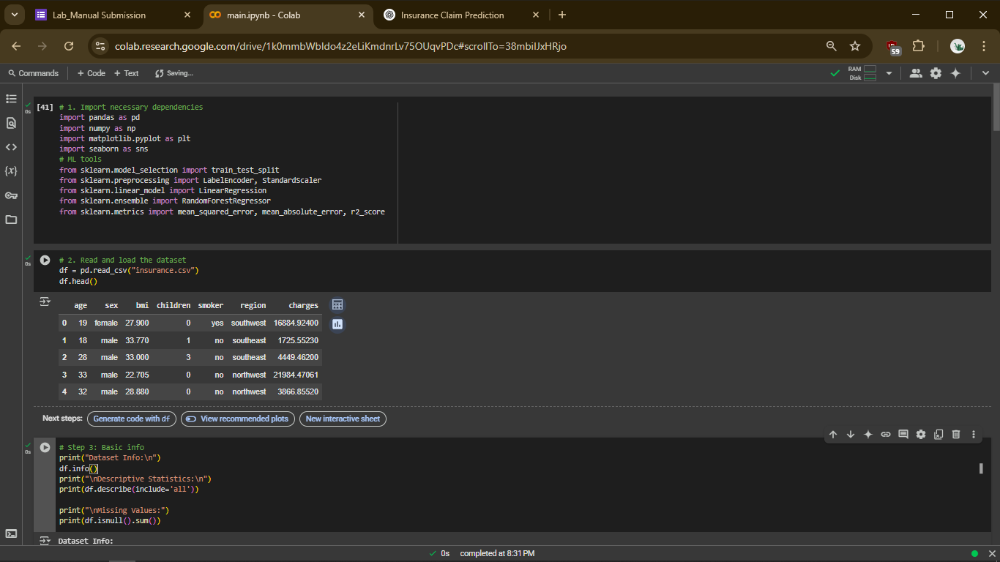 Lab_Manual Submission
main.ipynb - Colab
Insurance Claim Prediction
colab.research.google.com/drive/1k0mmbWbIdo4z2eLiKmdnrLv75OUqvPDc#scrollTo=38mbiIJxHRjo
59
Commands
+ Code
+ Text
Saving...
RAM
Disk
0s
[41]
# 1. Import necessary dependencies
import pandas as pd
import numpy as np
import matplotlib.pyplot as plt
import seaborn as sns
# ML tools
from sklearn.model_selection import train_test_split
from sklearn.preprocessing import LabelEncoder, StandardScaler
from sklearn.linear_model import LinearRegression
from sklearn.ensemble import RandomForestRegressor
from sklearn.metrics import mean_squared_error, mean_absolute_error, r2_score
0s
# 2. Read and load the dataset
df = pd.read_csv("insurance.csv")
df.head()
age sex bmi children smoker region charges
0 19 female 27.900 0 yes southwest 16884.92400
1 18 male 33.770 1 no southeast 1725.55230
2 28 male 33.000 3 no southeast 4449.46200
3 33 male 22.705 0 no northwest 21984.47061
4 32 male 28.880 0 no northwest 3866.85520
Next steps:
Generate code with df
View recommended plots
New interactive sheet
0s
# Step 3: Basic info
print("Dataset Info:\n")
df.info()
print("\nDescriptive Statistics:\n")
print(df.describe(include='all'))
print("\nMissing Values:")
print(df.isnull().sum())
Dataset Info:
0s completed at 8:31 PM